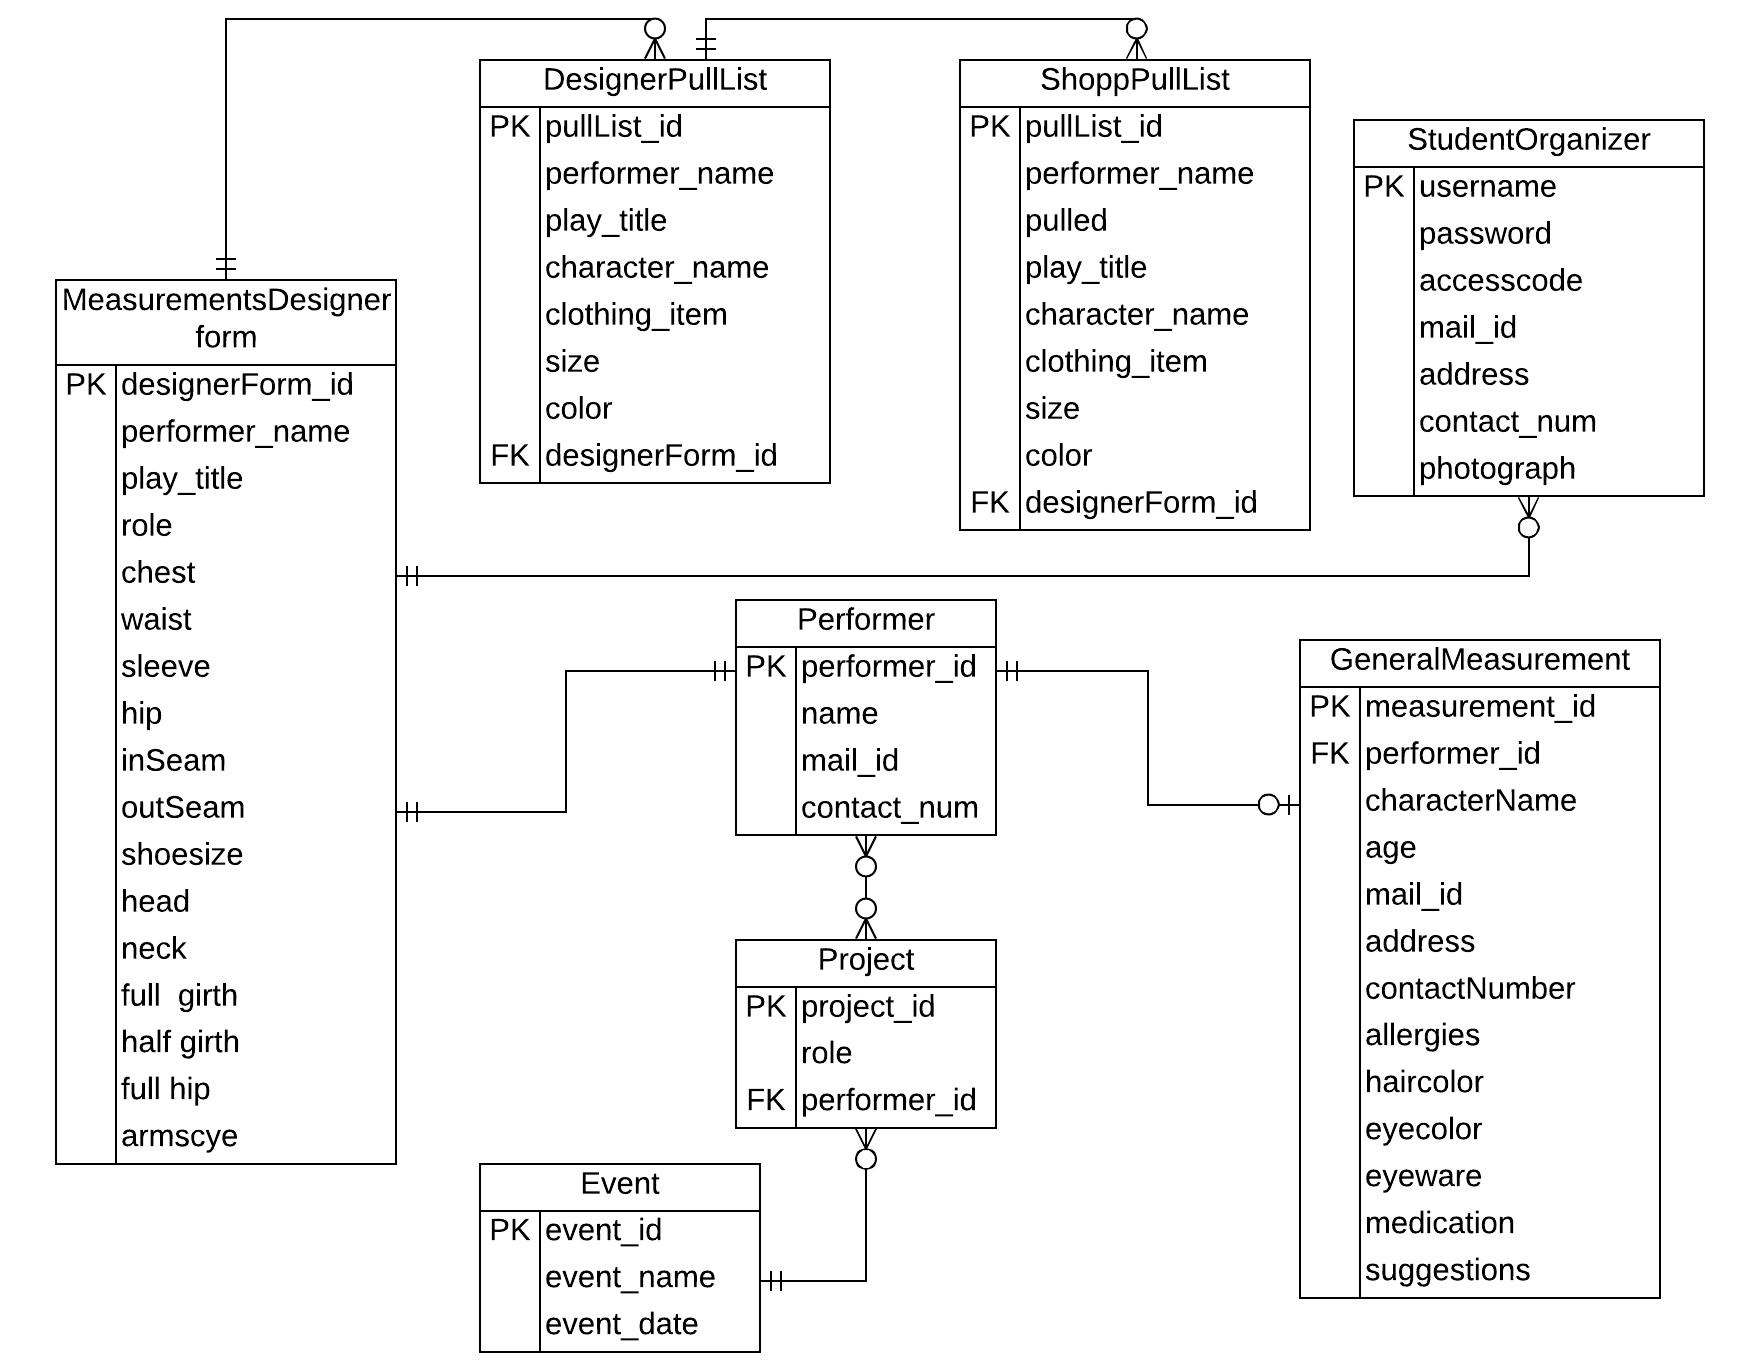 DesignerPullList
PK pullList_id
performer_name
play_title
character_name
clothing_item
size
color
FK designerForm_id
ShoppPullList
PK pullList_id
performer_name
pulled
play_title
character_name
clothing_item
size
color
FK designerForm_id
StudentOrganizer
PK username
password
accesscode
mail_id
address
contact_num
photograph
MeasurementsDesigner
form
PK designerForm_id
performer_name
play_title
role
chest
waist
sleeve
hip
inSeam
outSeam
shoesize
head
neck
full  girth
half girth
full hip
armscye
Performer
PK performer_id
name
mail_id
contact_num
GeneralMeasurement
PK measurement_id
FK performer_id
characterName
age
mail_id
address
contactNumber
allergies
haircolor
eyecolor
eyeware
medication
suggestions
Project
PK project_id
role
FK performer_id
Event
PK event_id
event_name
event_date